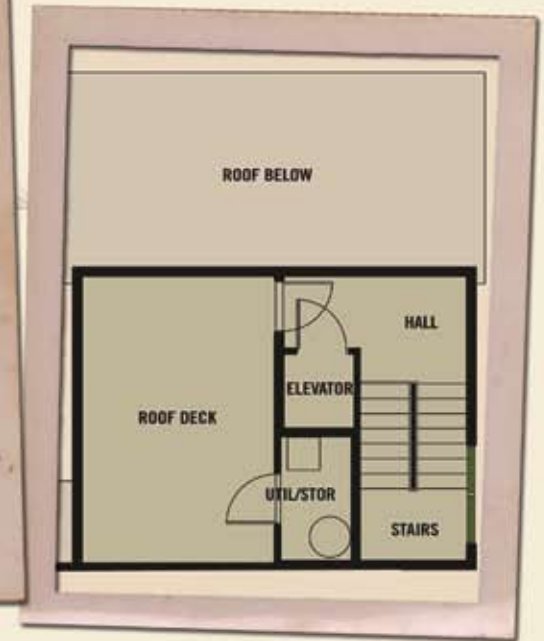 ROOF BELOW
HALL
ELEVATOR
ROOF DECK
UTIL/STOR
STAIRS